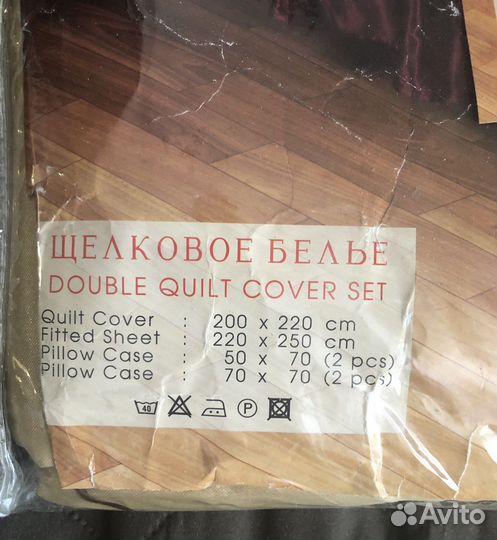 ЩЕЛКОВОЕ БЕЛЬЕ
DOUBLE QUILT COVER SET
Quilt Cover : 200 x 220 cm
Fitted Sheet : 220 x 250 cm
Pillow Case : 50 x 70 (2 pcs)
Pillow Case : 70 x 70 (2 pcs)
40 P
Avito